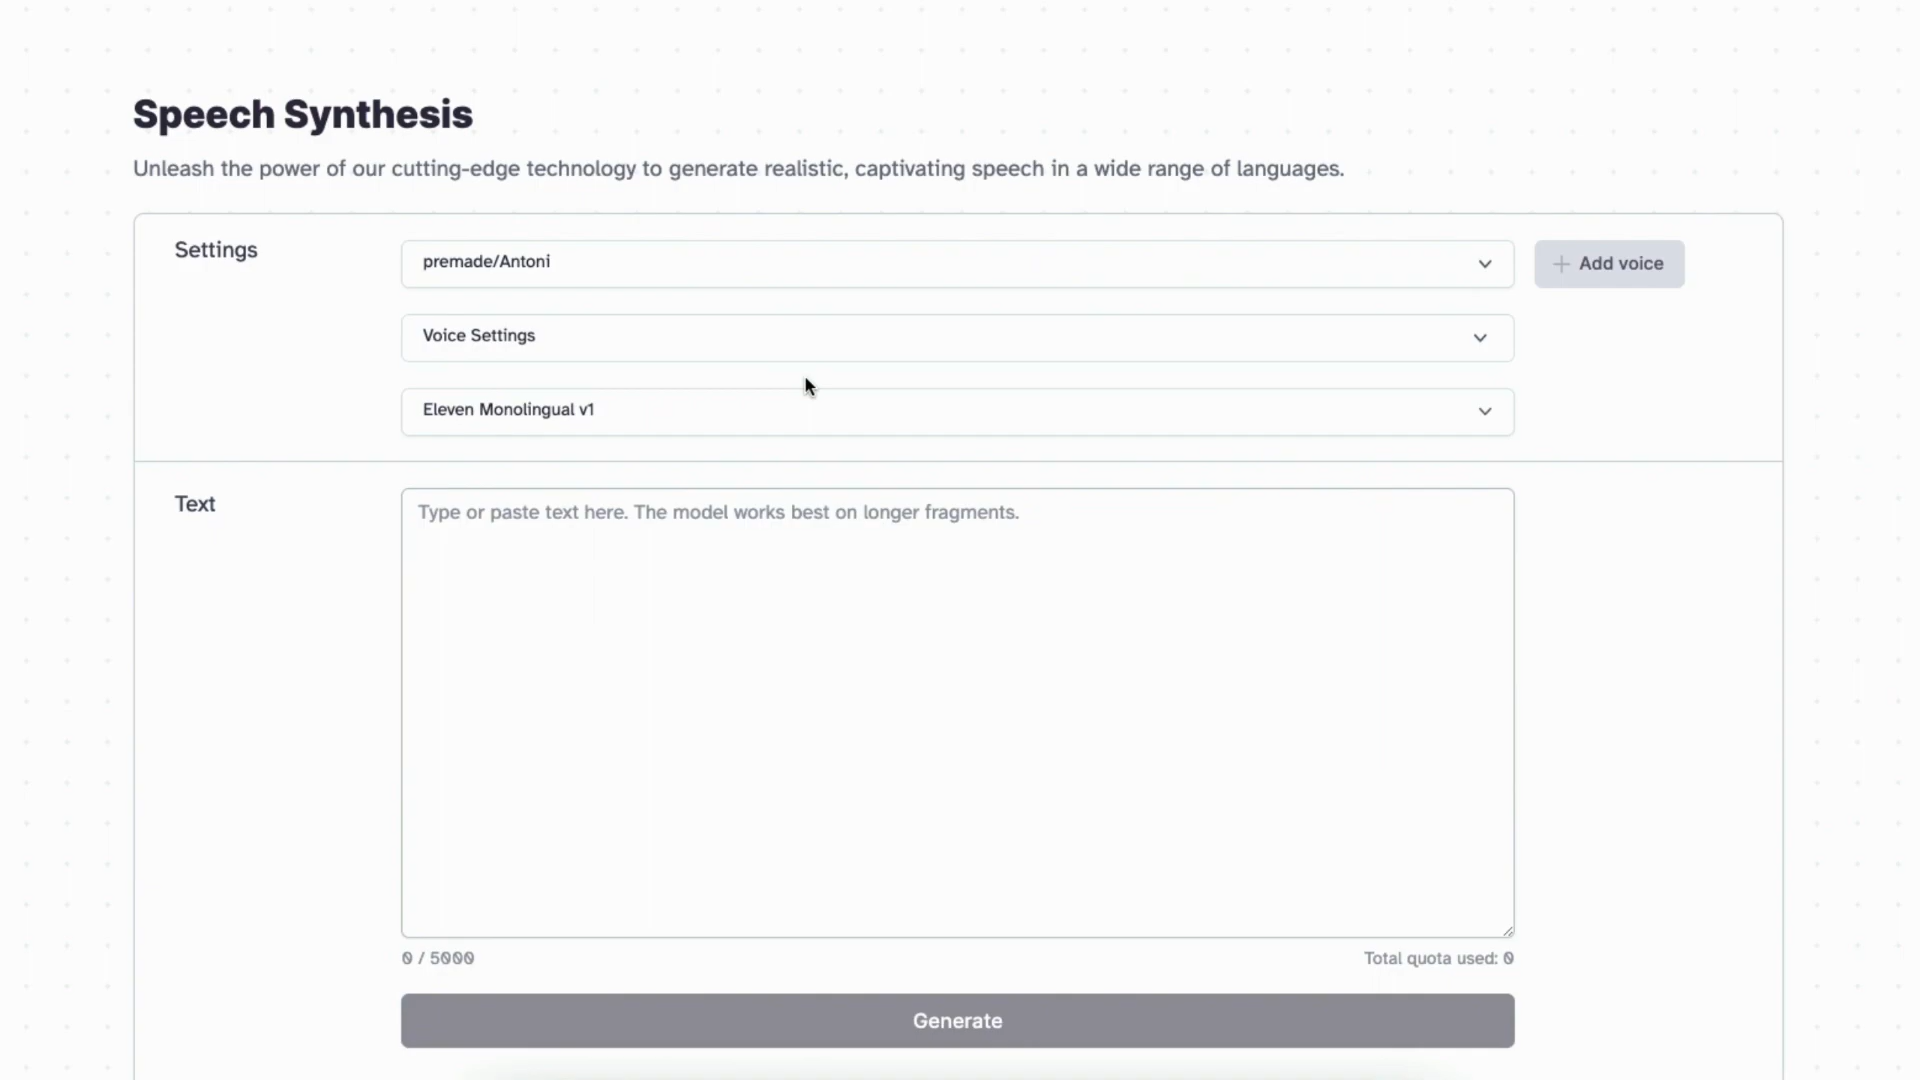 Speech Synthesis
Unleash the power of our cutting-edge technology to generate realistic, captivating speech in a wide range of languages.
Settings
premade/Antoni
Add voice
Voice Settings
Eleven Monolingual v1
Text
Type or paste text here. The model works best on longer fragments.
0 / 5000
Total quota used: 0
Generate